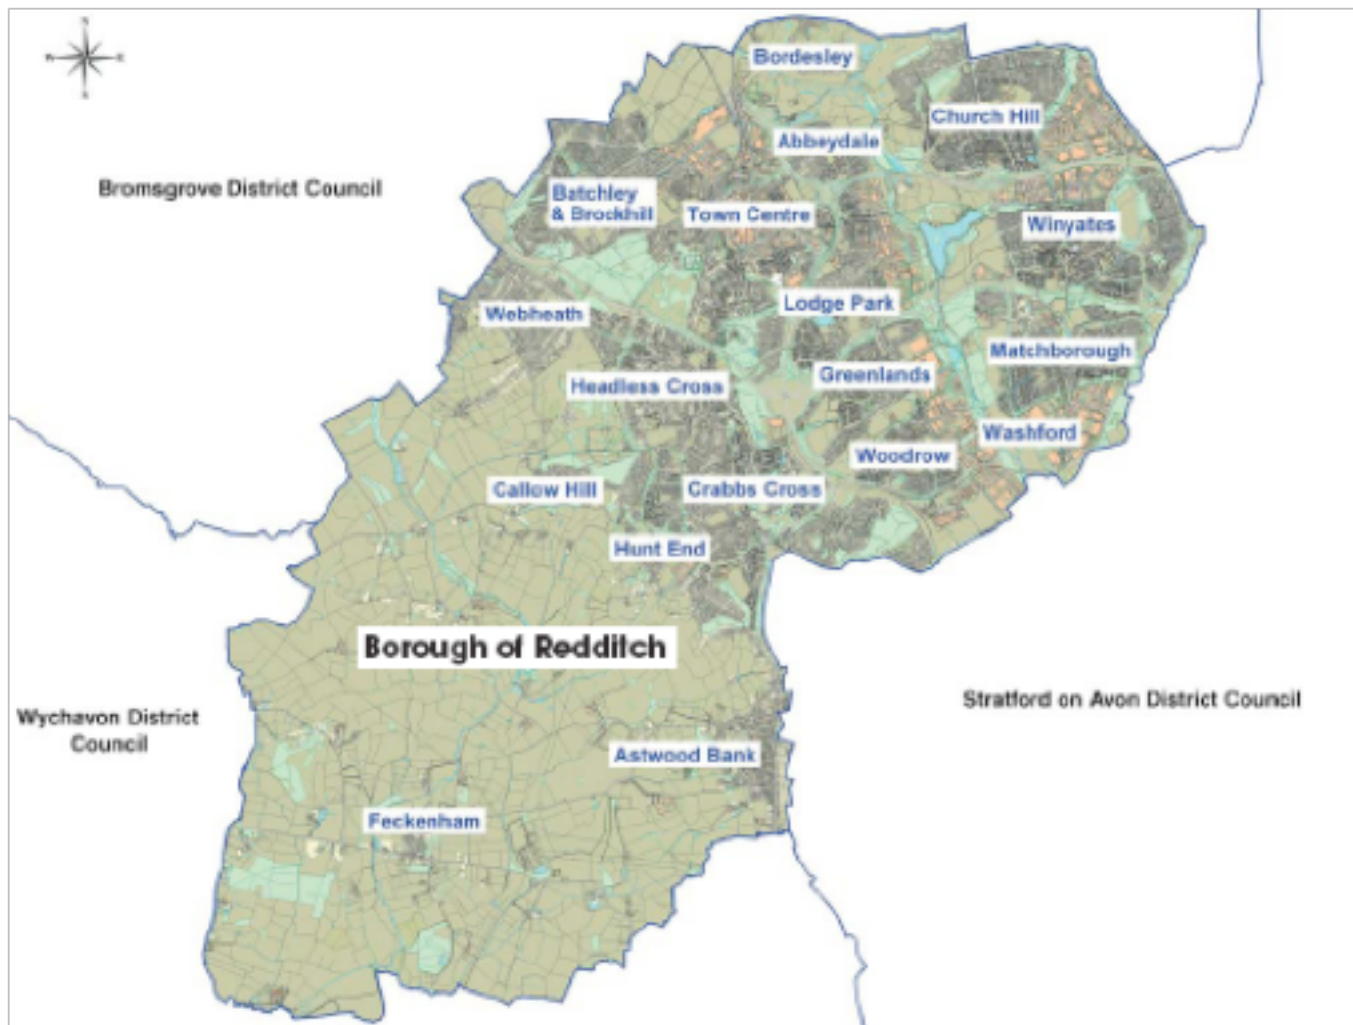 Bordesley
Church Hill
Abbeydale
Bromsgrove District Council
Batchley
& Brockhill
Town Centre
Winyates
Lodge Park
Webheath
Matchborough
Greenlands
Headless Cross
Washford
Woodrow
Callow Hill
Crabbs Cross
Hunt End
Borough of Redditch
Stratford on Avon District Council
Wychavon District
Council
Astwood Bank
Feckenham